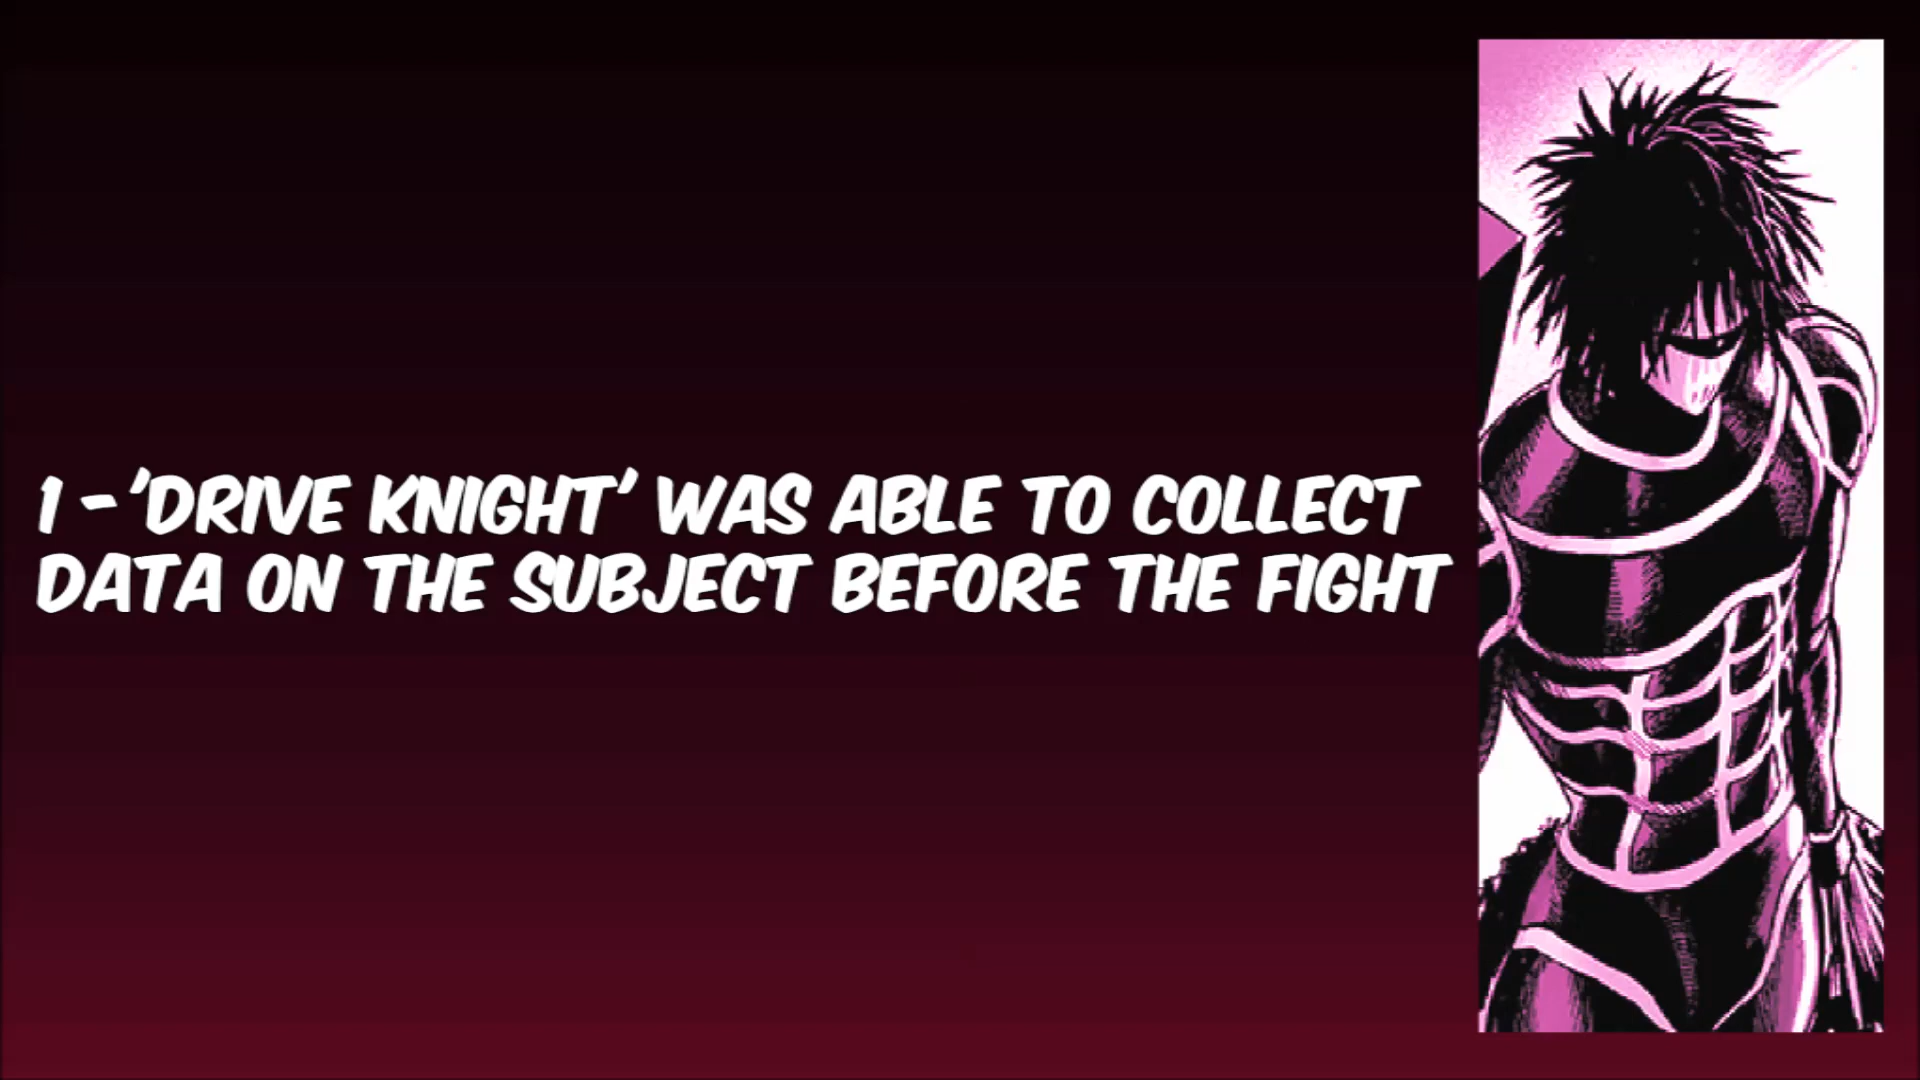 1 - 'DRIVE KNIGHT' WAS ABLE TO COLLECT
DATA ON THE SUBJECT BEFORE THE FIGHT